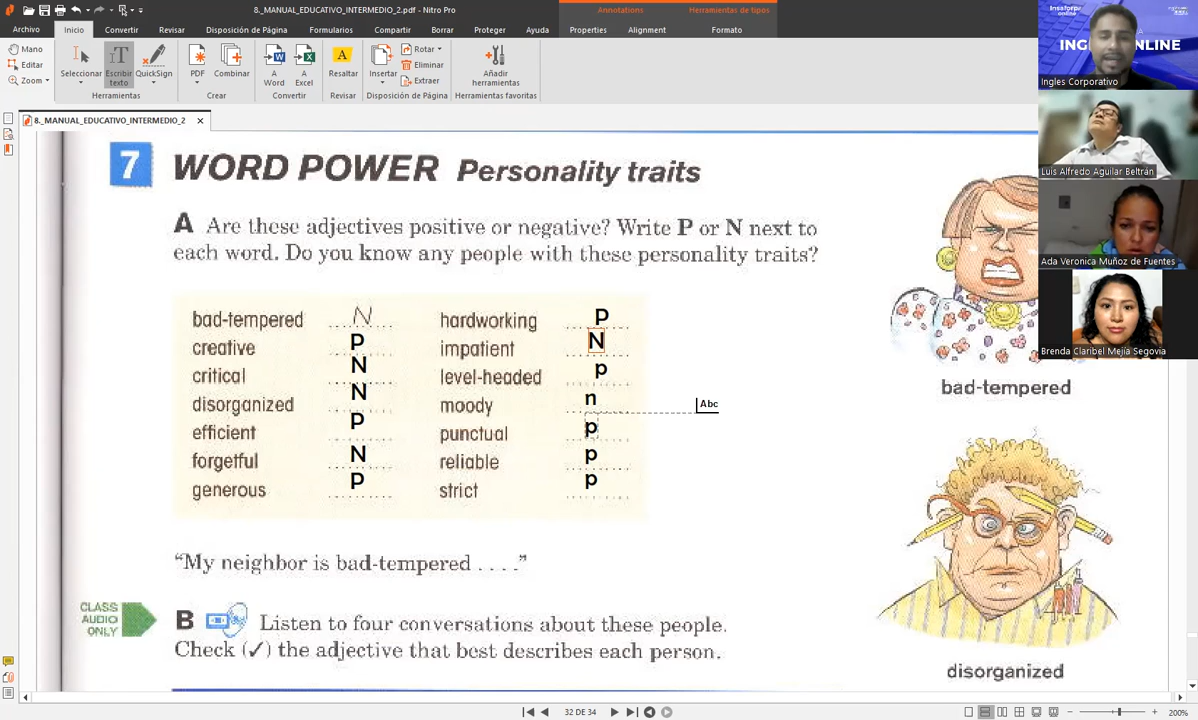 8._MANUAL_EDUCATIVO_INTERMEDIO_2.pdf - Nitro Pro
Annotations
Herramientas de tipos
Archivo Inicio Convertir Revisar Disposición de Página Formularios Compartir Borrar Proteger Ayuda Properties Alignment Formato
Mano
Editar
Zoom
Seleccionar
Escribir texto
QuickSign
Herramientas
PDF
Combinar
Crear
A Word
A Excel
Convertir
Resaltar
Revisar
Insertar
Rotar
Eliminar
Extraer
Disposición de Página
Añadir herramientas
Herramientas favoritas
8._MANUAL_EDUCATIVO_INTERMEDIO_2
7 WORD POWER Personality traits
A Are these adjectives positive or negative? Write P or N next to
each word. Do you know any people with these personality traits?
bad-tempered N hardworking P
creative P impatient N
critical N level-headed p
disorganized N moody n
efficient P punctual p
forgetful N reliable p
generous P strict p
Abc
"My neighbor is bad-tempered . . . ."
CLASS AUDIO ONLY
B Listen to four conversations about these people.
Check (✓) the adjective that best describes each person.
bad-tempered
disorganized
Ingles Corporativo
Luis Alfredo Aguilar Beltrán
Ada Veronica Muñoz de Fuentes
Brenda Claribel Mejía Segovia
32 DE 34
200%